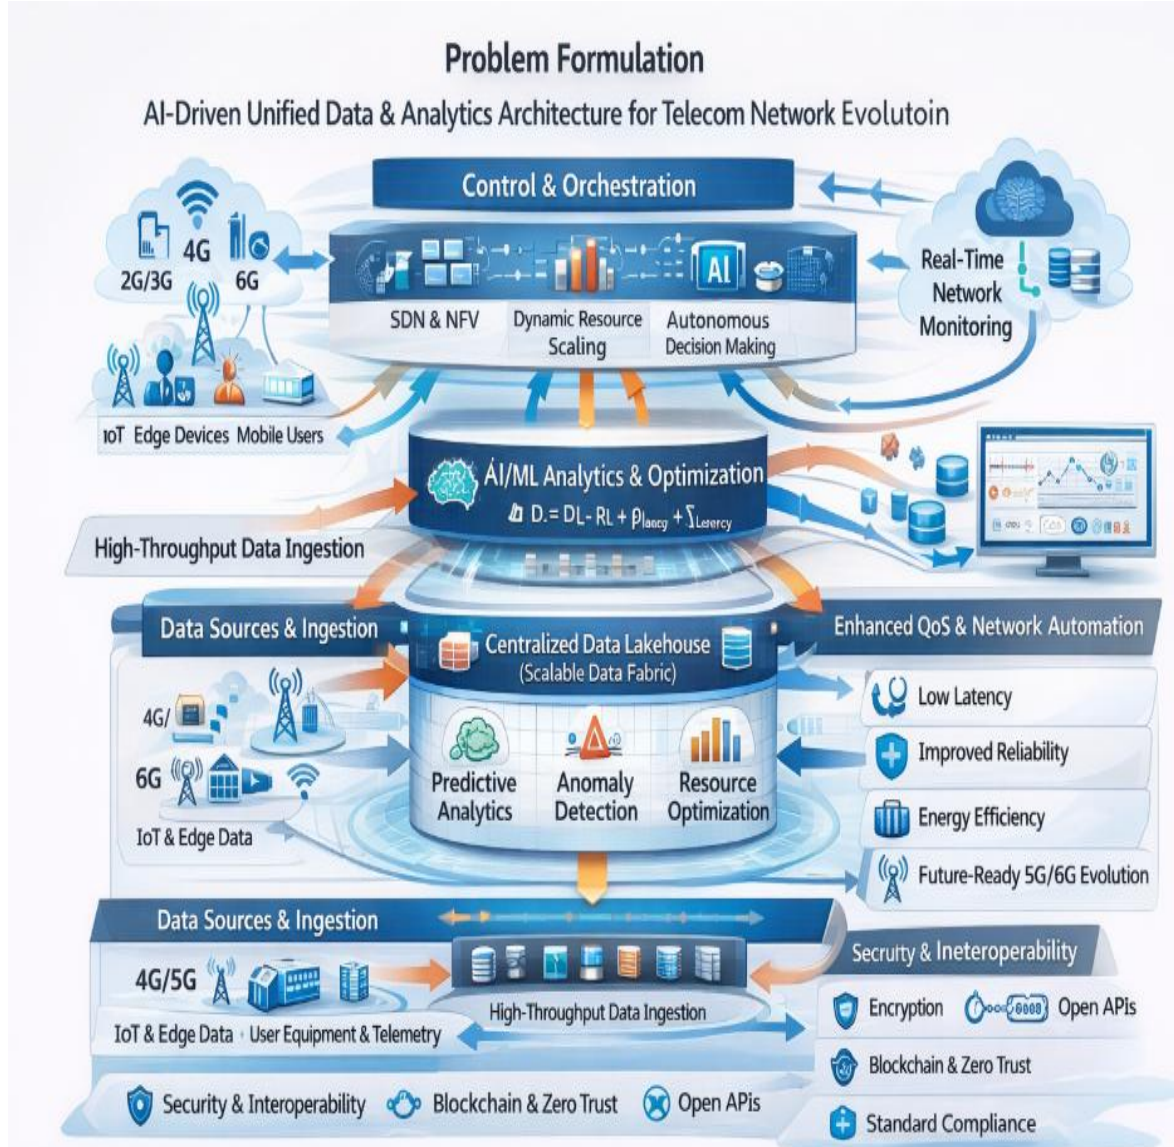 Problem Formulation
AI-Driven Unified Data & Analytics Architecture for Telecom Network Evolutoin
Control & Orchestration
4G
2G/3G
6G
SDN & NFV
Dynamic Resource
Scaling
AI
Autonomous
Decision Making
Real-Time
Network
Monitoring
IoT Edge Devices Mobile Users
ÁI/ML Analytics & Optimization
High-Throughput Data Ingestion
Data Sources & Ingestion
4G/
6G
IoT & Edge Data
Centralized Data Lakehouse
(Scalable Data Fabric)
Predictive
Analytics
Anomaly
Detection
Resource
Optimization
Enhanced QoS & Network Automation
Low Latency
Improved Reliability
Energy Efficiency
Future-Ready 5G/6G Evolution
Data Sources & Ingestion
4G/5G
IoT & Edge Data · User Equipment & Telemetry
High-Throughput Data Ingestion
Secruity & Ineteroperability
Encryption
Open APis
Blockchain & Zero Trust
Standard Compliance
Security & Interoperability
Blockchain & Zero Trust
Open APis